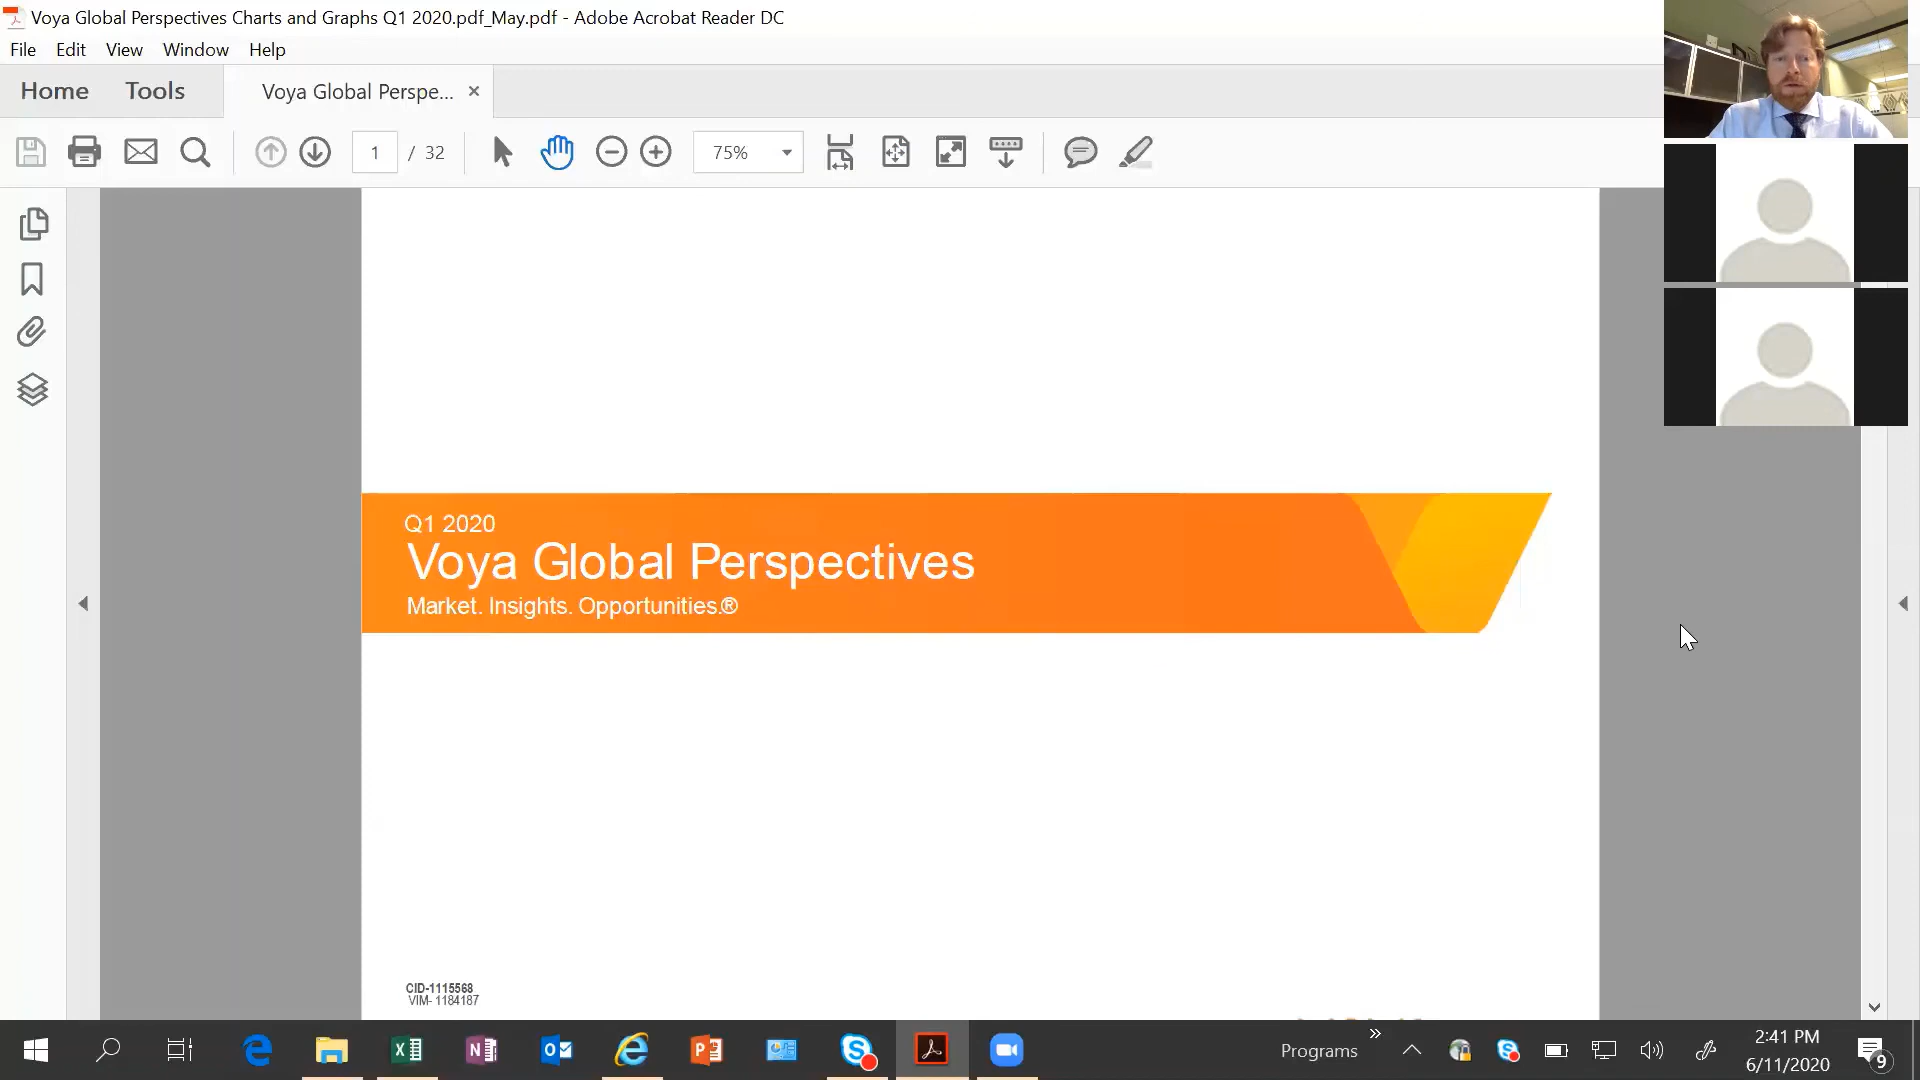 Voya Global Perspectives Charts and Graphs Q1 2020.pdf_May.pdf - Adobe Acrobat Reader DC
File Edit View Window Help
Home Tools Voya Global Perspe... ×
1 / 32 75%
Q1 2020
Voya Global Perspectives
Market. Insights. Opportunities.®
CID-1115568
VIM- 1184187
Programs
2:41 PM
6/11/2020
9